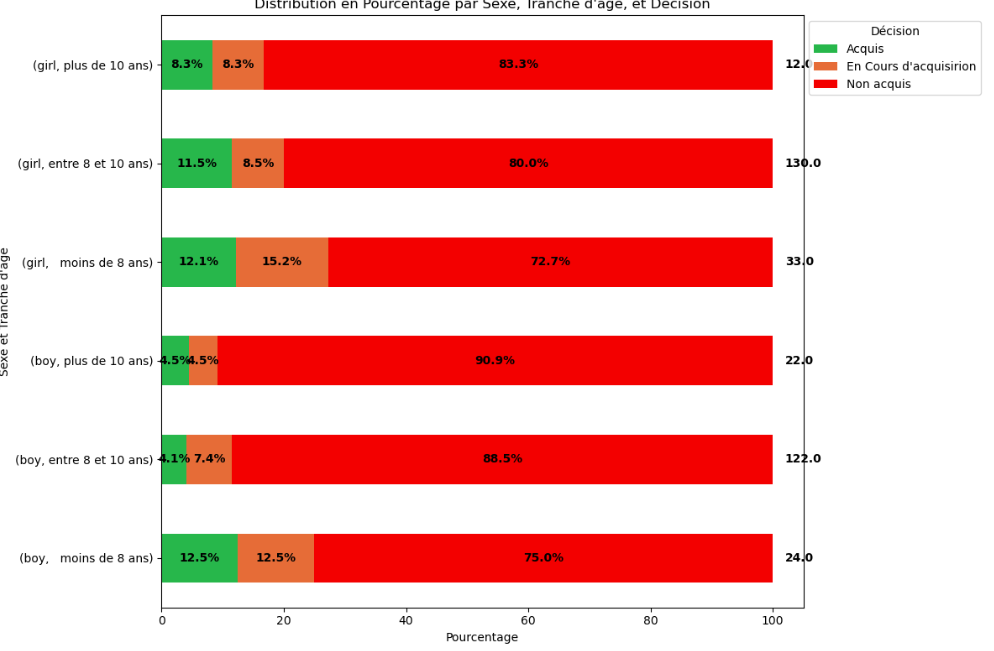 Distribution en Pourcentage par Sexe, Tranche d'age, et Décision
Décision
Acquis
En Cours d'acquisirion
Non acquis
(girl, plus de 10 ans) 8.3% 8.3% 83.3% 12.0
(girl, entre 8 et 10 ans) 11.5% 8.5% 80.0% 130.0
(girl,   moins de 8 ans) 12.1% 15.2% 72.7% 33.0
(boy, plus de 10 ans) 4.5% 4.5% 90.9% 22.0
(boy, entre 8 et 10 ans) 4.1% 7.4% 88.5% 122.0
(boy,   moins de 8 ans) 12.5% 12.5% 75.0% 24.0
0 20 40 60 80 100
Pourcentage
Sexe et Tranche d'age